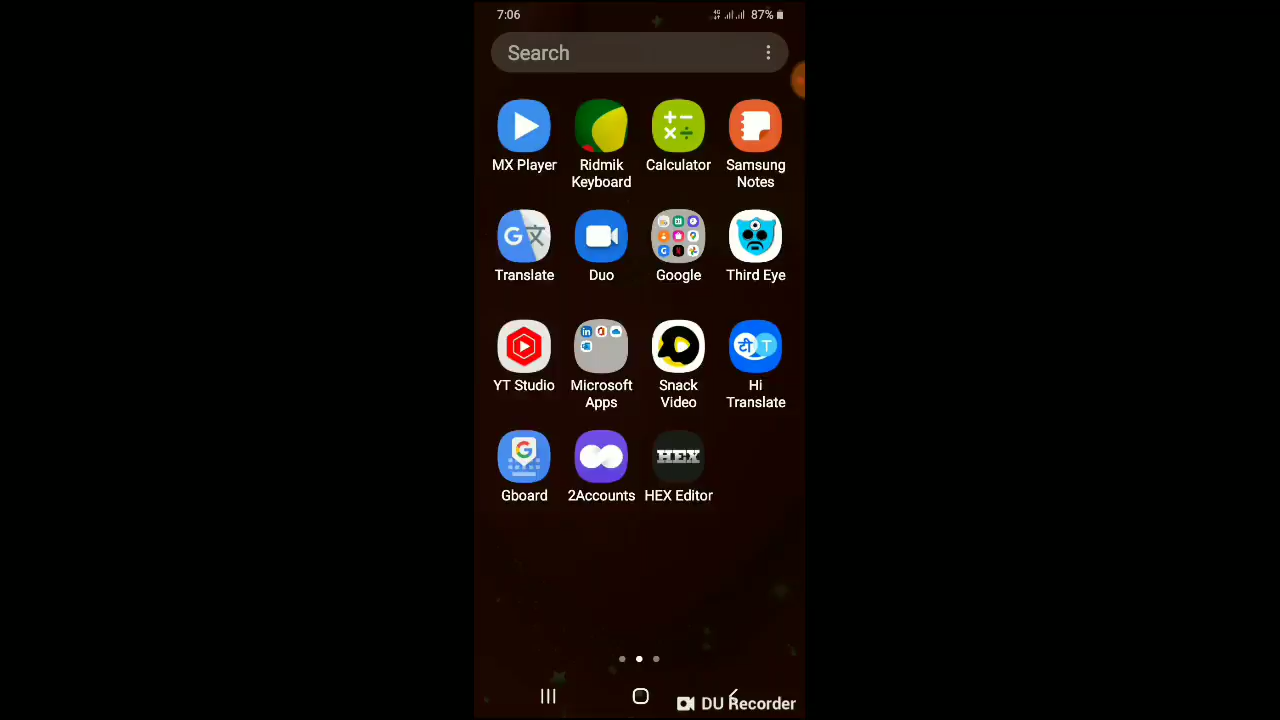 7:06
87%
Search
MX Player
Ridmik
Keyboard
Calculator
Samsung
Notes
Translate
Duo
Google
Third Eye
YT Studio
Microsoft
Apps
Snack
Video
Hi
Translate
Gboard
2Accounts
HEX
HEX Editor
DU Recorder